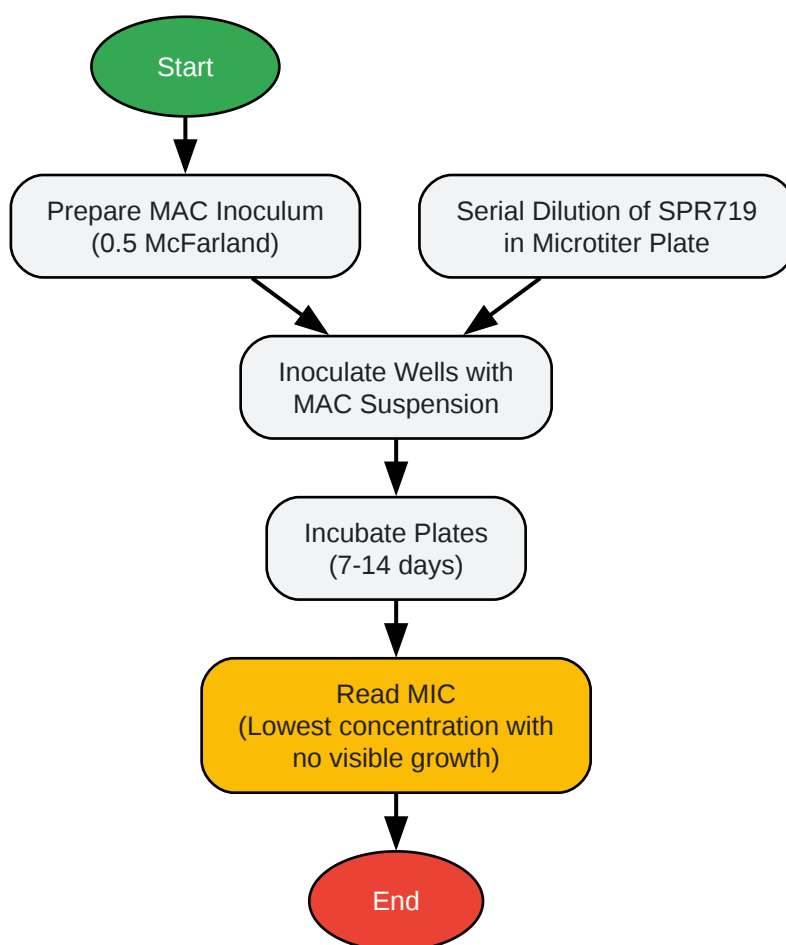 Start
Prepare MAC Inoculum
(0.5 McFarland)
Serial Dilution of SPR719
in Microtiter Plate
Inoculate Wells with
MAC Suspension
Incubate Plates
(7-14 days)
Read MIC
(Lowest concentration with
no visible growth)
End